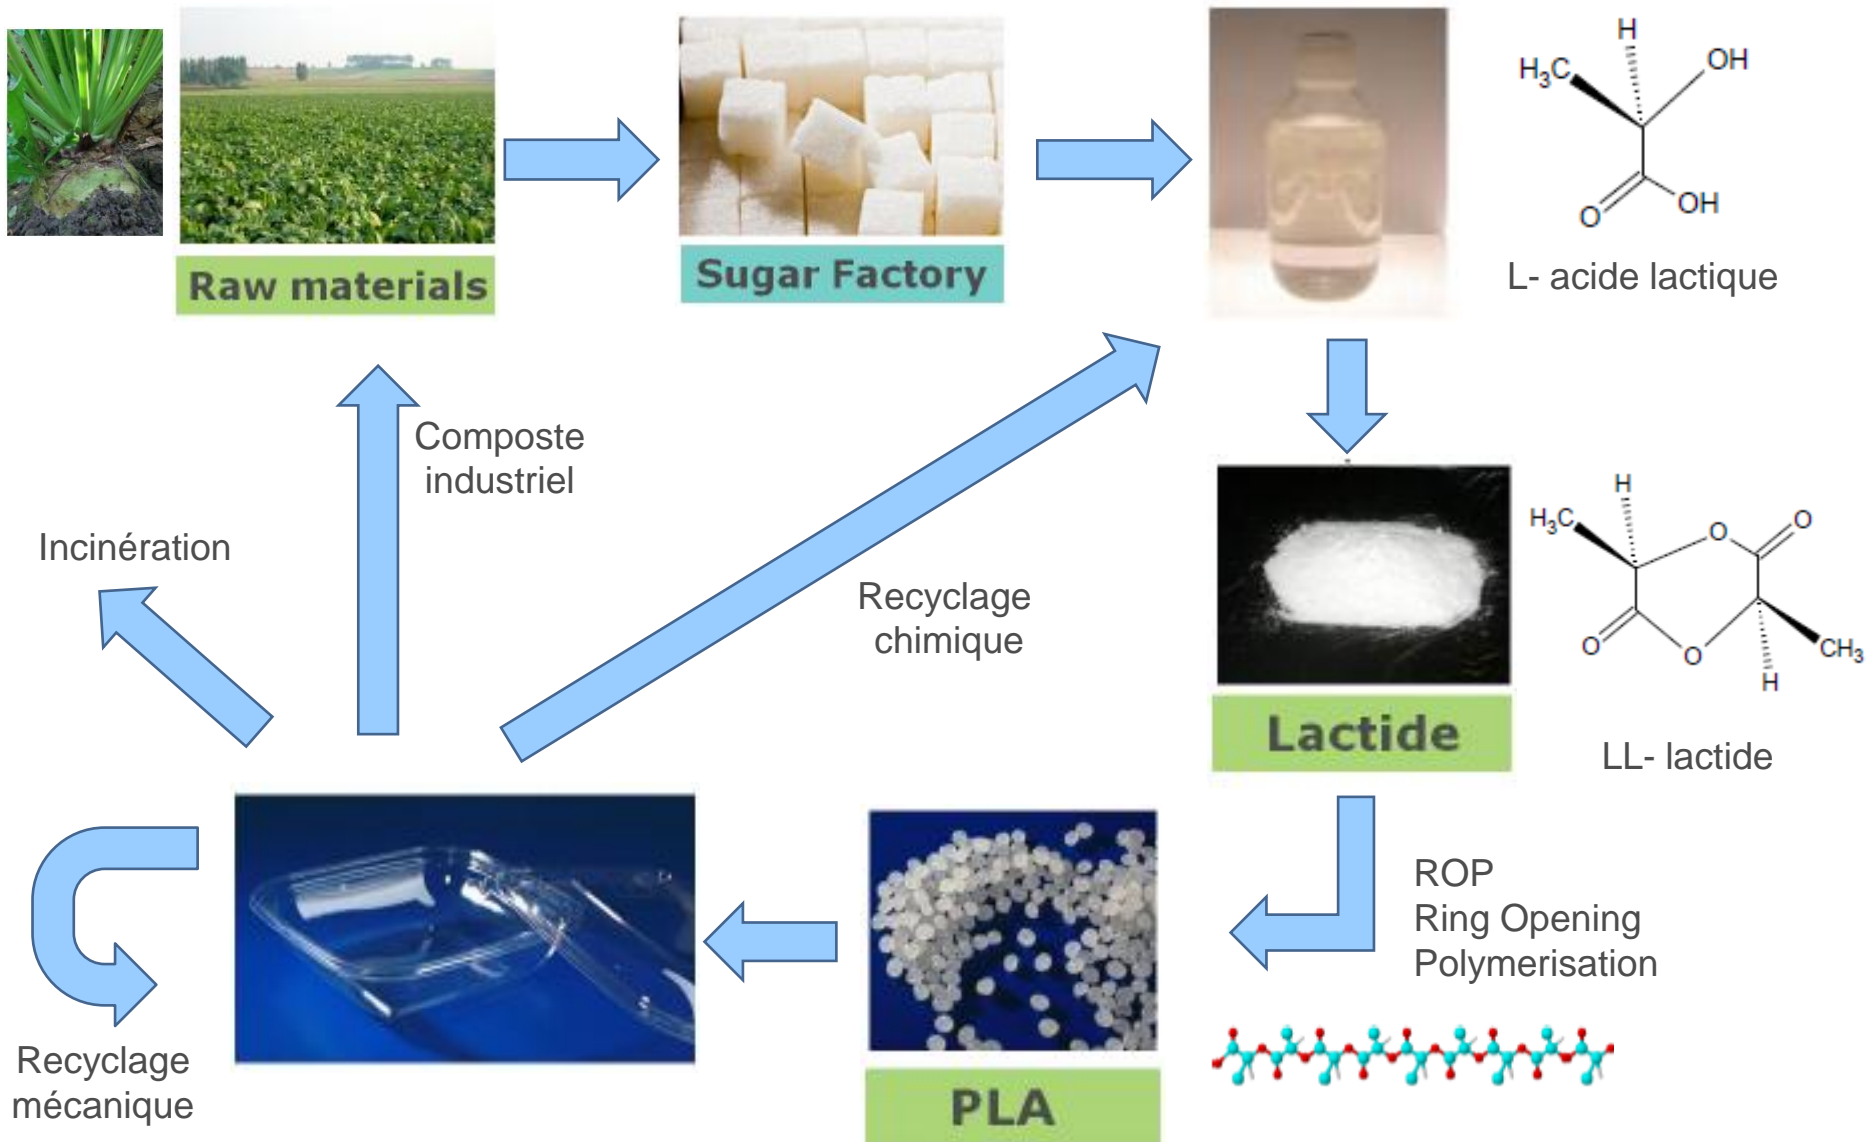 Raw materials
Sugar Factory
H
H₃C
OH
O
OH
L- acide lactique
Composte
industriel
Incinération
Recyclage
chimique
H
H₃C
O
O
O
O
CH₃
H
Lactide
LL- lactide
ROP
Ring Opening
Polymerisation
Recyclage
mécanique
PLA